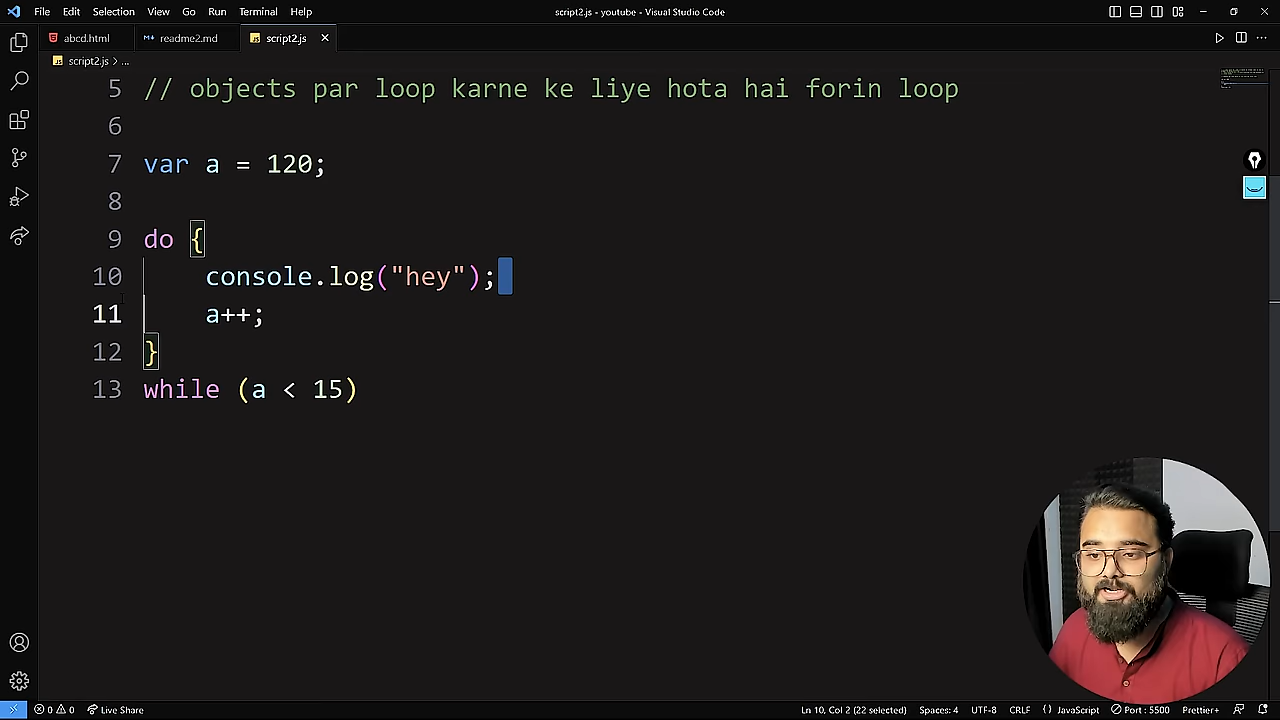 File Edit Selection View Go Run Terminal Help script2.js - youtube - Visual Studio Code
abcd.html readme2.md script2.js
script2.js > ...
5 // objects par loop karne ke liye hota hai forin loop
6
7 var a = 120;
8
9 do {
10 console.log("hey");
11 a++;
12 }
13 while (a < 15)
0 0 Live Share Ln 10, Col 2 (22 selected) Spaces: 4 UTF-8 CRLF {} JavaScript Port : 5500 Prettier+